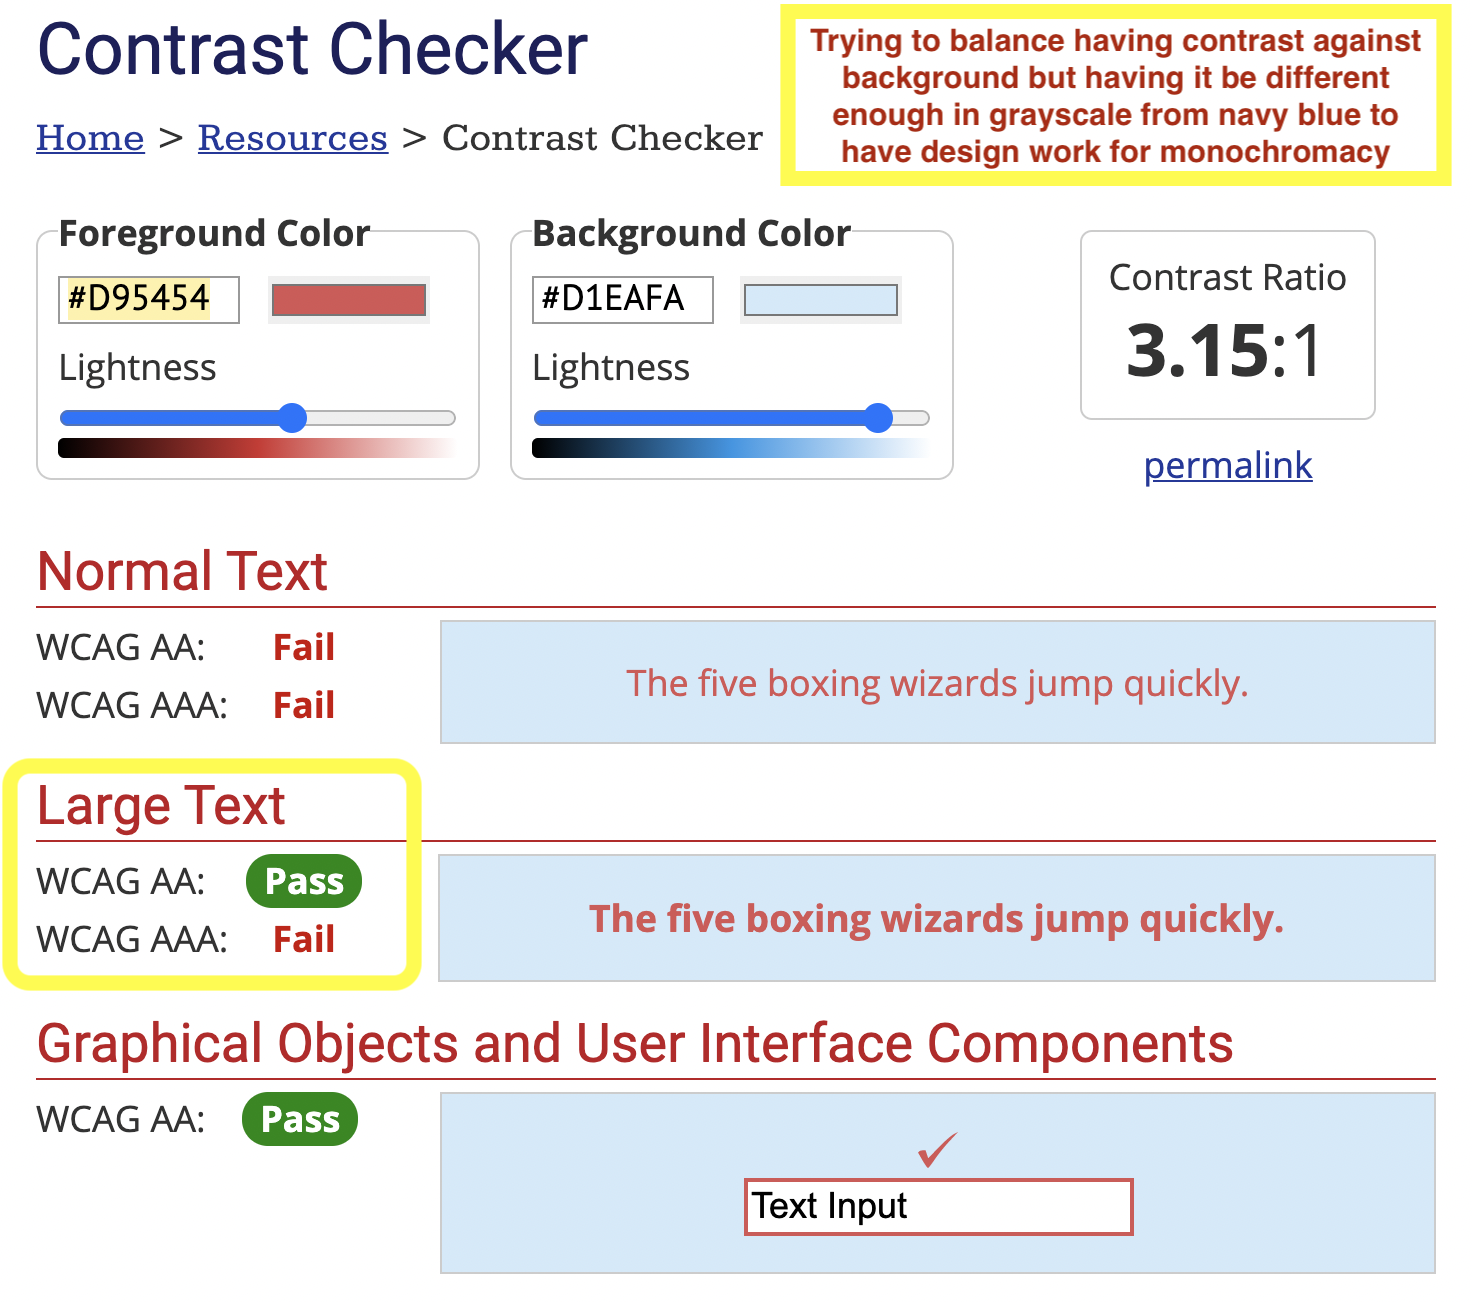 Contrast Checker
Trying to balance having contrast against
background but having it be different
enough in grayscale from navy blue to
have design work for monochromacy
Home > Resources > Contrast Checker
Foreground Color
#D95454
Lightness
Background Color
#D1EAFA
Lightness
Contrast Ratio
3.15:1
permalink
Normal Text
WCAG AA: Fail
WCAG AAA: Fail
The five boxing wizards jump quickly.
Large Text
WCAG AA: Pass
WCAG AAA: Fail
The five boxing wizards jump quickly.
Graphical Objects and User Interface Components
WCAG AA: Pass
Text Input